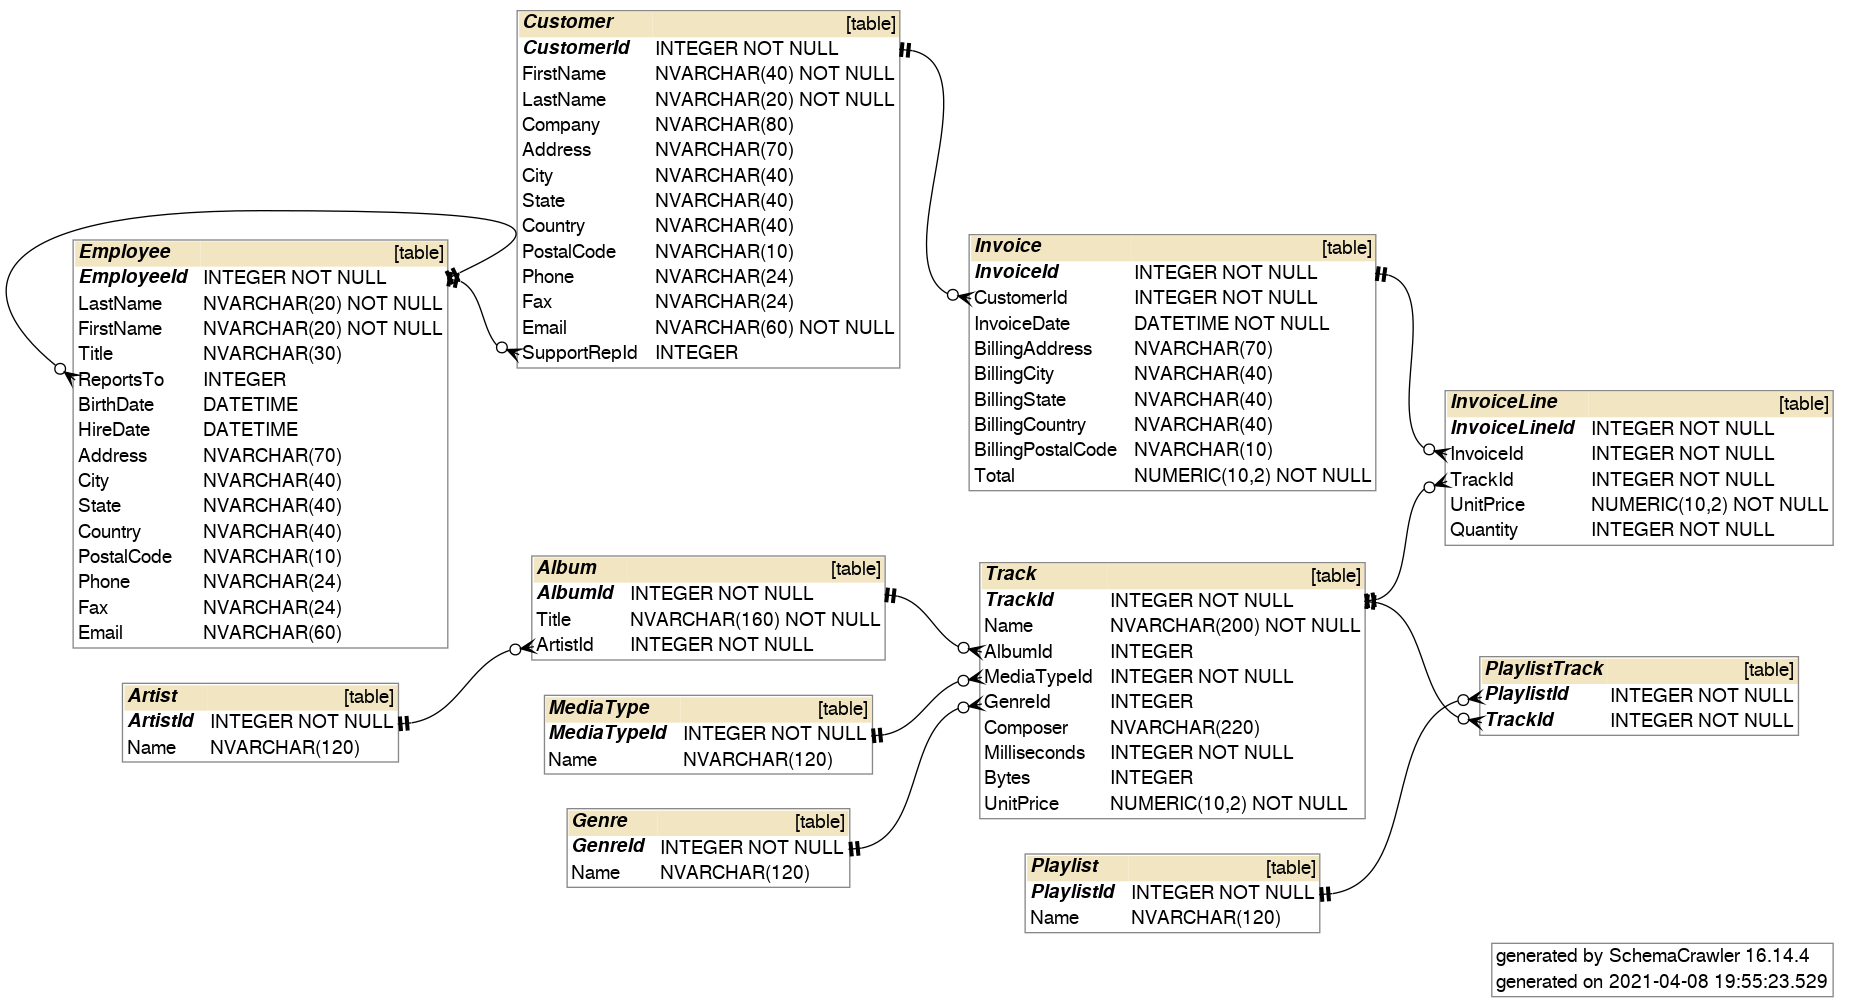 Customer [table]
CustomerId INTEGER NOT NULL
FirstName NVARCHAR(40) NOT NULL
LastName NVARCHAR(20) NOT NULL
Company NVARCHAR(80)
Address NVARCHAR(70)
City NVARCHAR(40)
State NVARCHAR(40)
Country NVARCHAR(40)
PostalCode NVARCHAR(10)
Phone NVARCHAR(24)
Fax NVARCHAR(24)
Email NVARCHAR(60) NOT NULL
SupportRepId INTEGER
Employee [table]
EmployeeId INTEGER NOT NULL
LastName NVARCHAR(20) NOT NULL
FirstName NVARCHAR(20) NOT NULL
Title NVARCHAR(30)
ReportsTo INTEGER
BirthDate DATETIME
HireDate DATETIME
Address NVARCHAR(70)
City NVARCHAR(40)
State NVARCHAR(40)
Country NVARCHAR(40)
PostalCode NVARCHAR(10)
Phone NVARCHAR(24)
Fax NVARCHAR(24)
Email NVARCHAR(60)
Invoice [table]
InvoiceId INTEGER NOT NULL
CustomerId INTEGER NOT NULL
InvoiceDate DATETIME NOT NULL
BillingAddress NVARCHAR(70)
BillingCity NVARCHAR(40)
BillingState NVARCHAR(40)
BillingCountry NVARCHAR(40)
BillingPostalCode NVARCHAR(10)
Total NUMERIC(10,2) NOT NULL
InvoiceLine [table]
InvoiceLineId INTEGER NOT NULL
InvoiceId INTEGER NOT NULL
TrackId INTEGER NOT NULL
UnitPrice NUMERIC(10,2) NOT NULL
Quantity INTEGER NOT NULL
Album [table]
AlbumId INTEGER NOT NULL
Title NVARCHAR(160) NOT NULL
ArtistId INTEGER NOT NULL
Track [table]
TrackId INTEGER NOT NULL
Name NVARCHAR(200) NOT NULL
AlbumId INTEGER
MediaTypeId INTEGER NOT NULL
GenreId INTEGER
Composer NVARCHAR(220)
Milliseconds INTEGER NOT NULL
Bytes INTEGER
UnitPrice NUMERIC(10,2) NOT NULL
PlaylistTrack [table]
PlaylistId INTEGER NOT NULL
TrackId INTEGER NOT NULL
Artist [table]
ArtistId INTEGER NOT NULL
Name NVARCHAR(120)
MediaType [table]
MediaTypeId INTEGER NOT NULL
Name NVARCHAR(120)
Genre [table]
GenreId INTEGER NOT NULL
Name NVARCHAR(120)
Playlist [table]
PlaylistId INTEGER NOT NULL
Name NVARCHAR(120)
generated by SchemaCrawler 16.14.4
generated on 2021-04-08 19:55:23.529